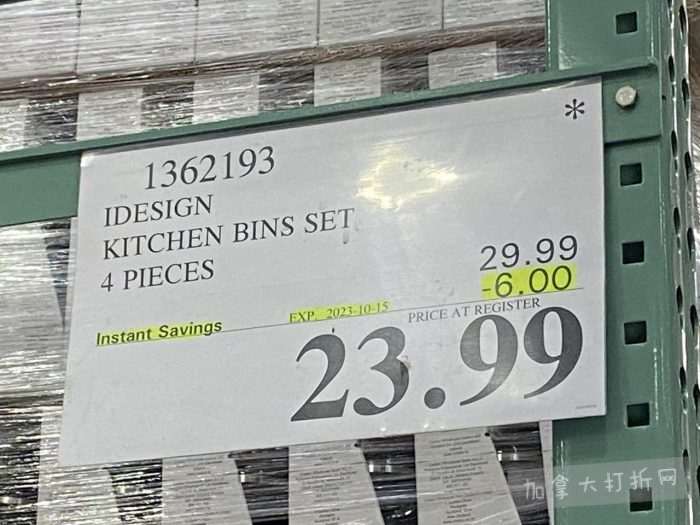 *
1362193
IDESIGN
KITCHEN BINS SET
4 PIECES
29.99
-6.00
Instant Savings
EXP. 2023-10-15
PRICE AT REGISTER
23.99
加拿大打折网